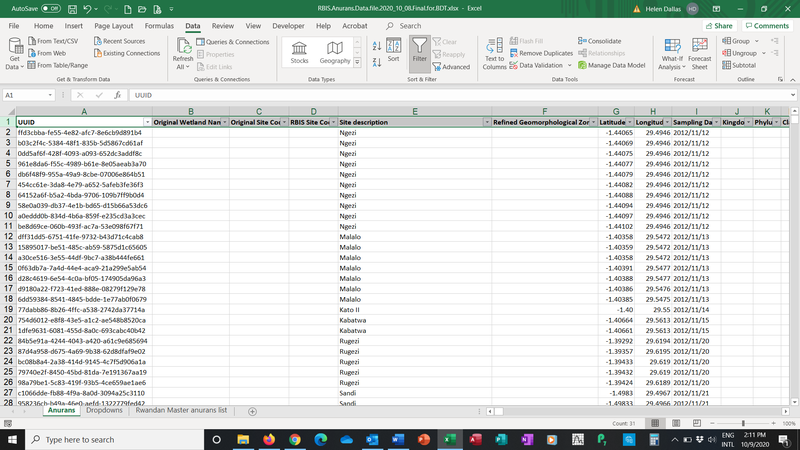 AutoSave Off RBIS.Anurans.Data.file.2020_10_08.Final.for.BDT.xlsx - Excel Helen Dallas
File Home Insert Page Layout Formulas Data Review View Developer Help Acrobat Search Share Comments
Get Data From Text/CSV Recent Sources Refresh All Queries & Connections Stocks Geography Sort Filter Clear Text to Columns Flash Fill Consolidate What-If Analysis Forecast Sheet Group
From Web Existing Connections Properties Reapply Remove Duplicates Relationships Ungroup
From Table/Range Edit Links Advanced Data Validation Manage Data Model Subtotal
Get & Transform Data Queries & Connections Data Types Sort & Filter Data Tools Forecast Outline
A1 fx UUID
A B C D E F G H I J K L
1 UUID Original Wetland Nan Original Site Co RBIS Site Co Site description Refined Geomorphological Zon Latitude Longitud Sampling Da Kingdo Phylu Cl
2 ffd3cbba-fe55-4e82-afc7-8e6cb9d891b4 Ngezi -1.44065 29.4946 2012/11/12
3 b03c2f4c-5384-48f1-835b-5d5867cd61af Ngezi -1.44069 29.4946 2012/11/12
4 0dd5af6f-428f-4093-a093-652dc3addf8c Ngezi -1.44075 29.4946 2012/11/12
5 961e8da6-f55c-4989-b61e-8e05aeab3a70 Ngezi -1.44077 29.4946 2012/11/12
6 db6f48f9-955a-49a9-8cbe-07006e864b51 Ngezi -1.44079 29.4946 2012/11/12
7 454cc61e-3da8-4e79-a652-5afeb3fe36f3 Ngezi -1.44082 29.4946 2012/11/12
8 64152a6f-b5a2-4bda-9706-109b7ff9b0d4 Ngezi -1.44088 29.4946 2012/11/12
9 58e0a039-db37-4e1b-bd65-d15b66a53dc6 Ngezi -1.44094 29.4946 2012/11/12
10 a0eddd0b-834d-4b6a-859f-e235cd3a3cec Ngezi -1.44097 29.4946 2012/11/12
11 be8d69ce-060b-493f-ac7a-53e098f67f71 Ngezi -1.44102 29.4946 2012/11/12
12 dff31dd5-6751-41fe-9732-b43d71c4cab8 Malalo -1.40358 29.5472 2012/11/13
13 15895017-be51-485c-ab59-5875d1c65605 Malalo -1.40359 29.5472 2012/11/13
14 a30ce516-3e55-44df-9bc7-a38b444fe661 Malalo -1.40358 29.5472 2012/11/13
15 0f63db7a-7a4d-44e4-aca9-21a299e5ab54 Malalo -1.40391 29.5477 2012/11/13
16 d28c4619-6e54-4c0a-bf05-174905da96a3 Malalo -1.40388 29.5477 2012/11/13
17 d9180a22-f723-41ed-888e-08279f129e78 Malalo -1.40386 29.5476 2012/11/13
18 6dd59384-8541-4845-bdde-1e77ab0f0679 Malalo -1.40385 29.5475 2012/11/13
19 77dabb86-8b26-4ffc-a538-2742da37714a Kato II -1.40 29.55 2012/11/14
20 754d6012-e8f8-43e5-a1c2-ae548b8520ca Kabatwa -1.40664 29.5613 2012/11/15
21 1dfe9631-6081-455d-8a0c-693cabc40b42 Kabatwa -1.40661 29.5613 2012/11/15
22 84b5e91a-4244-4043-a420-a61c9e685694 Rugezi -1.39292 29.6194 2012/11/20
23 87d4a958-d675-4a69-9b38-62d8dfaf9e02 Rugezi -1.39357 29.6195 2012/11/20
24 bc08b8a4-2a38-414d-9145-4c7f5d906a1a Rugezi -1.39433 29.619 2012/11/20
25 79740e2f-8450-45bd-81da-7e191367aa19 Rugezi -1.39432 29.619 2012/11/20
26 98a79be1-5c83-419f-93b5-4ce659ae1ae6 Rugezi -1.39424 29.6189 2012/11/20
27 c1066dde-fb88-4f9a-8a0d-3094a25c3110 Sandi -1.4983 29.4967 2012/11/21
28 958236cb-b49a-46e0-aefd-1322779fed42 Sandi -1.49833 29.4966 2012/11/21
Anurans Dropdowns Rwandan Master anurans list
Count: 31 100%
Type here to search ENG INTL 2:11 PM 10/9/2020